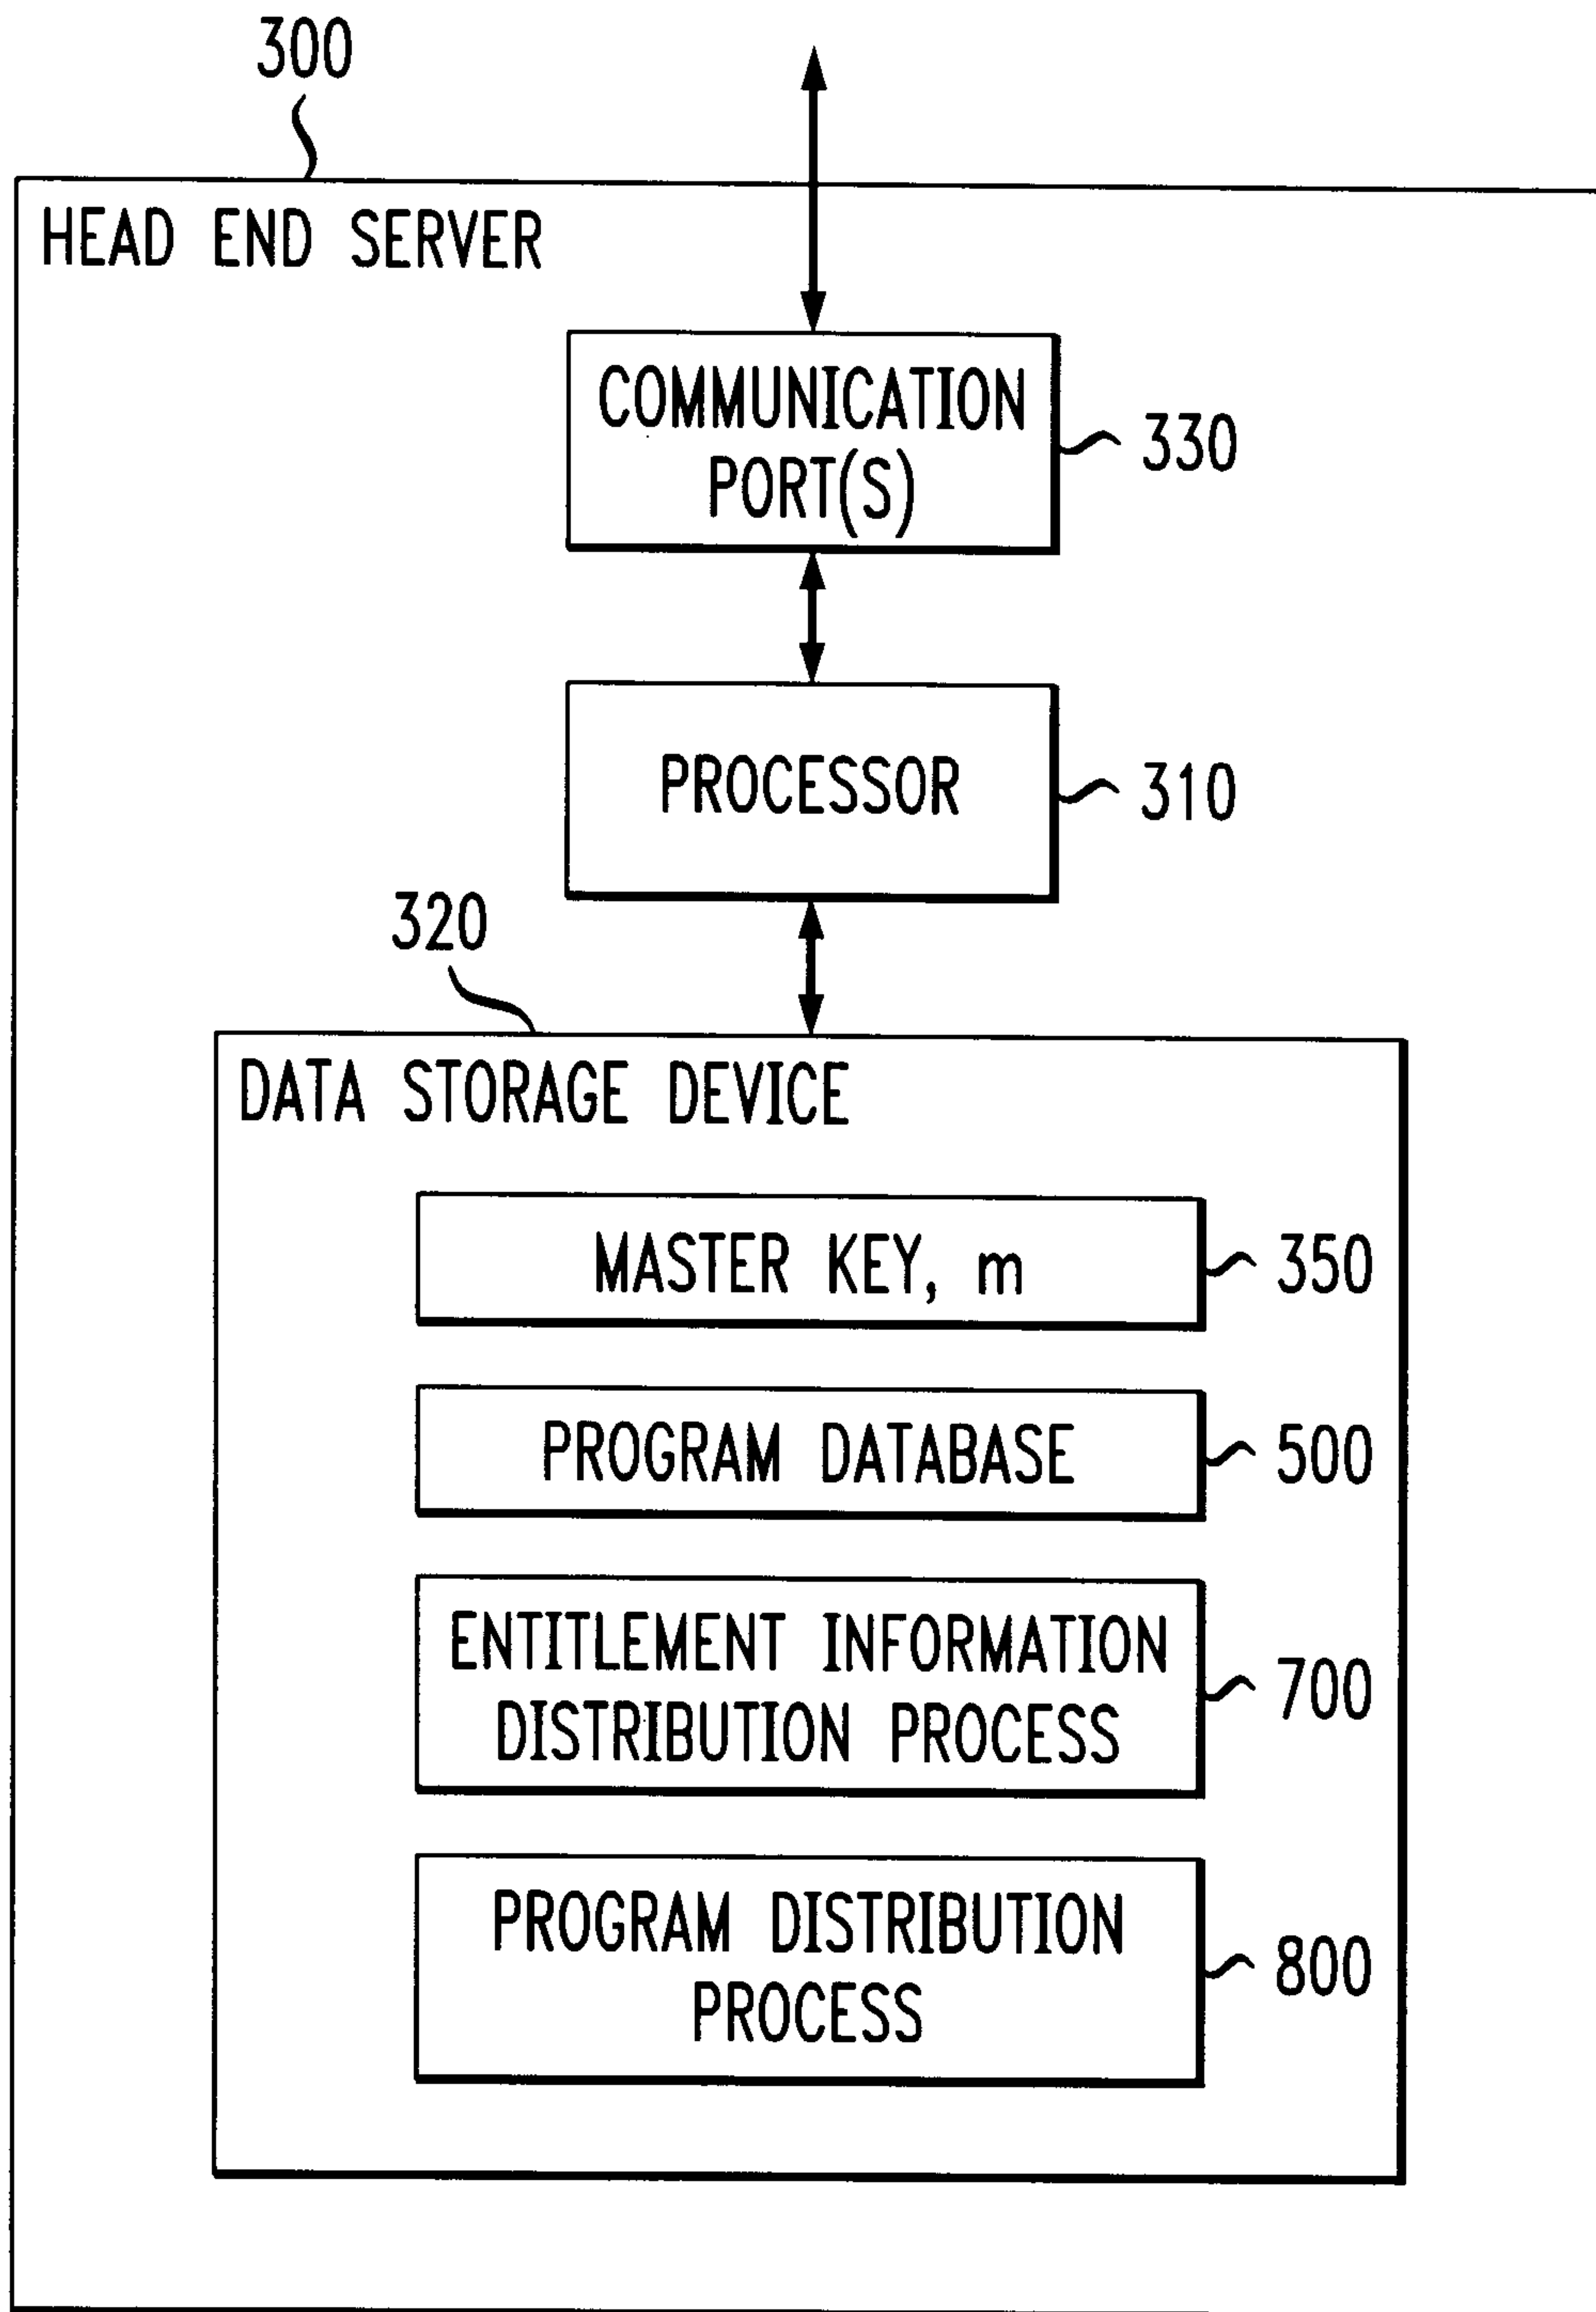 300
HEAD END SERVER
COMMUNICATION
PORT(S)
330
PROCESSOR
310
320
DATA STORAGE DEVICE
MASTER KEY, m
350
PROGRAM DATABASE
500
ENTITLEMENT INFORMATION
DISTRIBUTION PROCESS
700
PROGRAM DISTRIBUTION
PROCESS
800